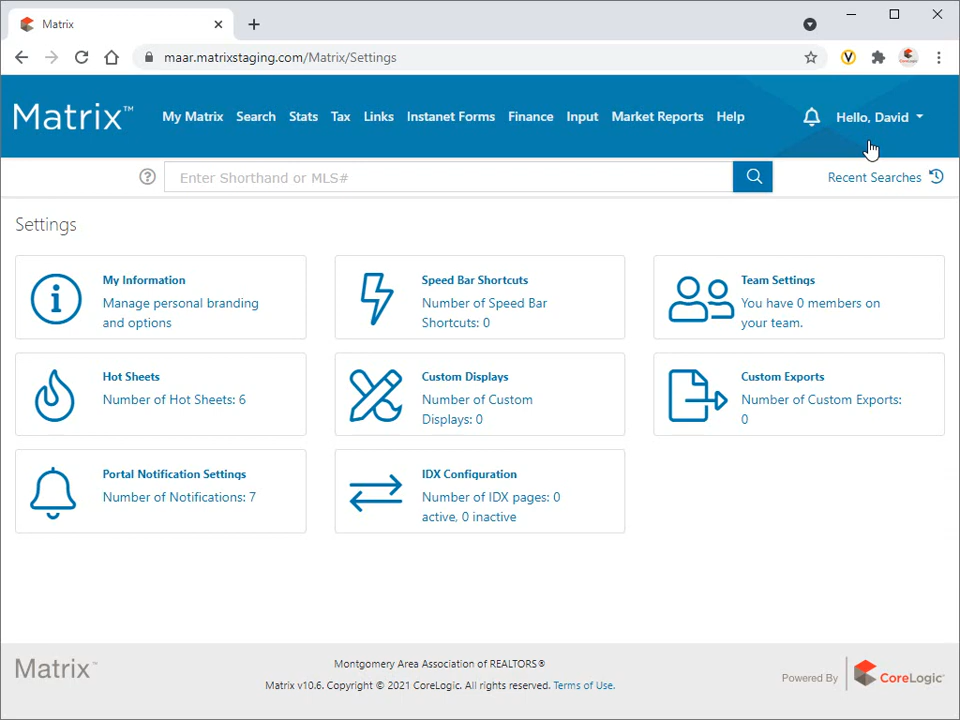 Matrix
maar.matrixstaging.com/Matrix/Settings
CoreLogic
Matrix™
My Matrix Search Stats Tax Links Instanet Forms Finance Input Market Reports Help
Hello, David
Enter Shorthand or MLS#
Recent Searches
Settings
My Information
Manage personal branding
and options
Speed Bar Shortcuts
Number of Speed Bar
Shortcuts: 0
Team Settings
You have 0 members on
your team.
Hot Sheets
Number of Hot Sheets: 6
Custom Displays
Number of Custom
Displays: 0
Custom Exports
Number of Custom Exports:
0
Portal Notification Settings
Number of Notifications: 7
IDX Configuration
Number of IDX pages: 0
active, 0 inactive
Matrix™
Montgomery Area Association of REALTORS®
Matrix v10.6. Copyright © 2021 CoreLogic. All rights reserved. Terms of Use.
Powered By
CoreLogic